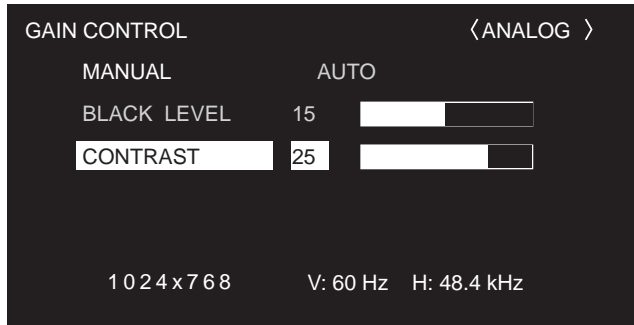 GAIN CONTROL 〈ANALOG 〉
MANUAL AUTO
BLACK LEVEL 15
CONTRAST 25
1024x768 V: 60 Hz H: 48.4 kHz